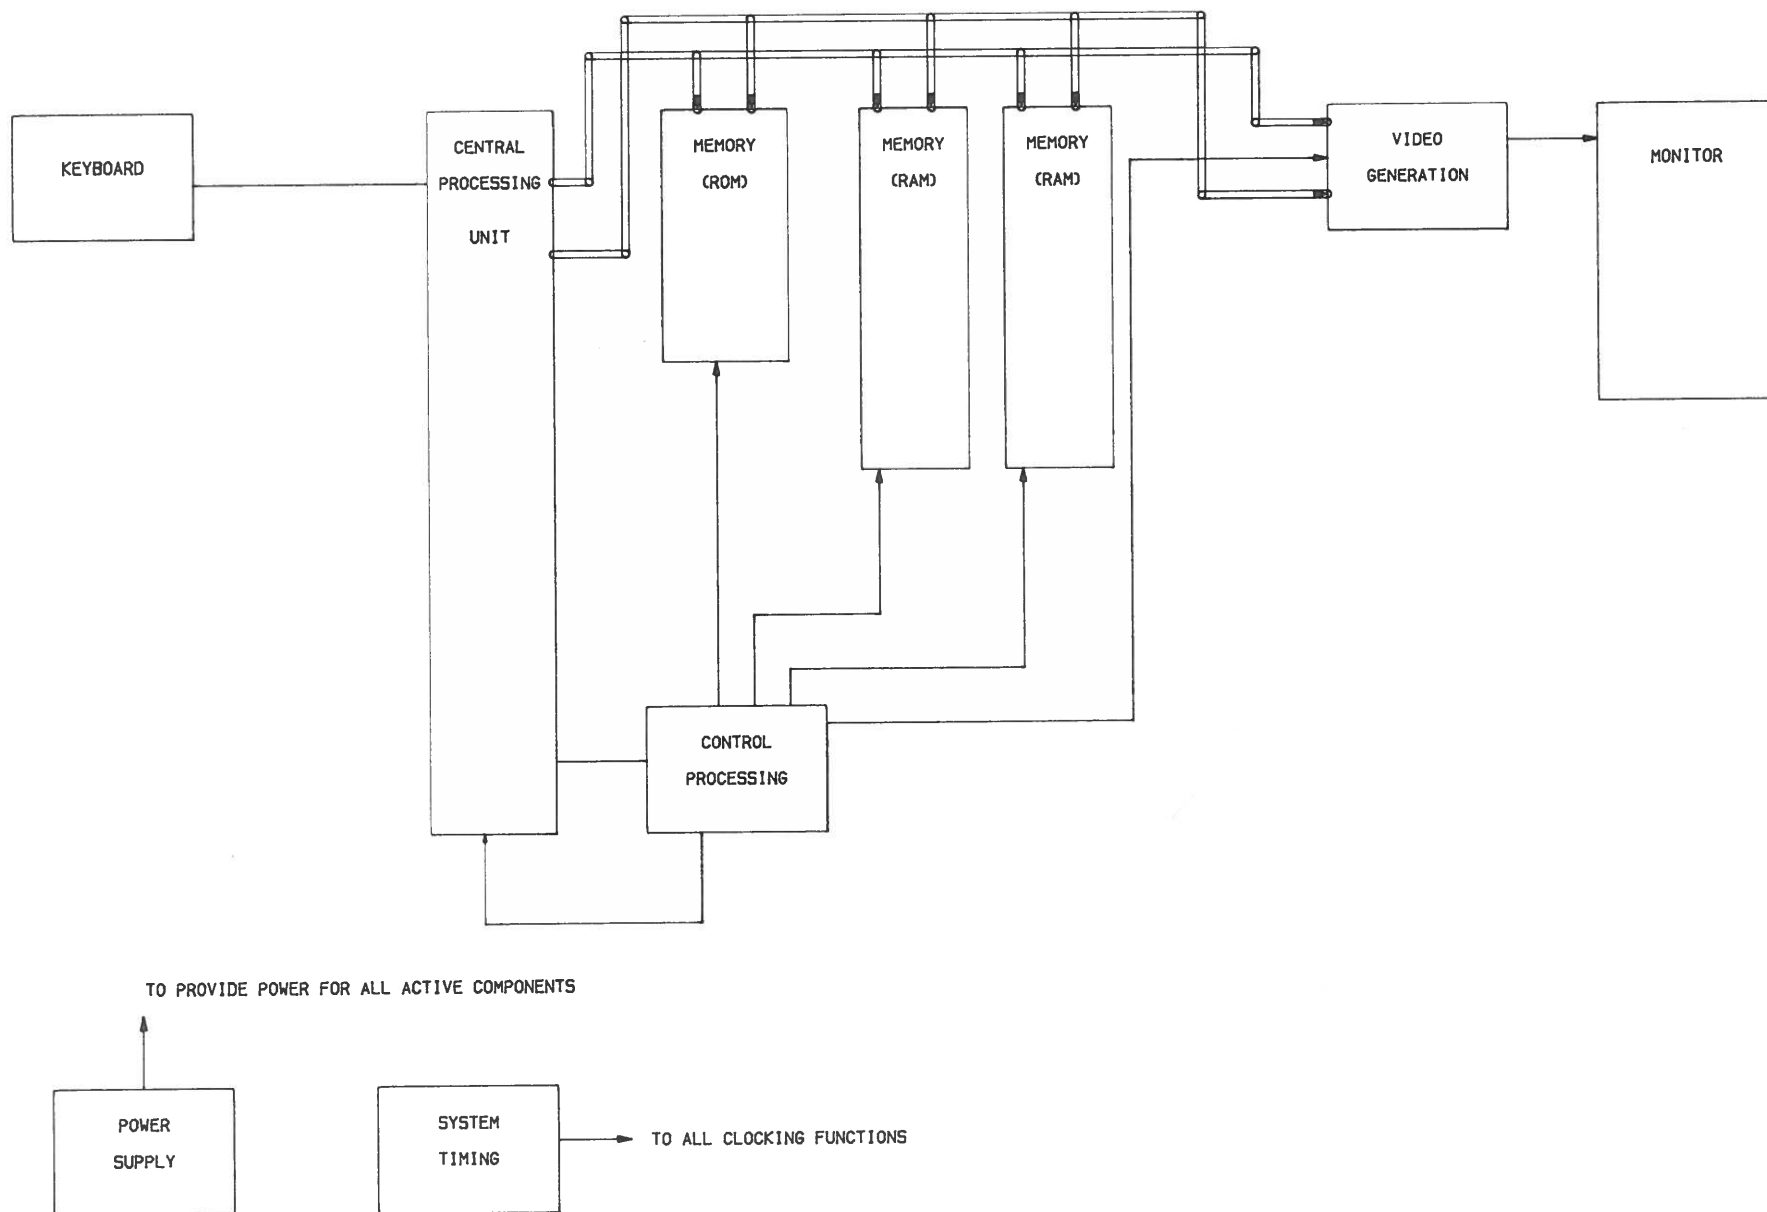 KEYBOARD
CENTRAL
PROCESSING
UNIT
MEMORY
(ROM)
MEMORY
(RAM)
MEMORY
(RAM)
VIDEO
GENERATION
MONITOR
CONTROL
PROCESSING
TO PROVIDE POWER FOR ALL ACTIVE COMPONENTS
POWER
SUPPLY
SYSTEM
TIMING
TO ALL CLOCKING FUNCTIONS